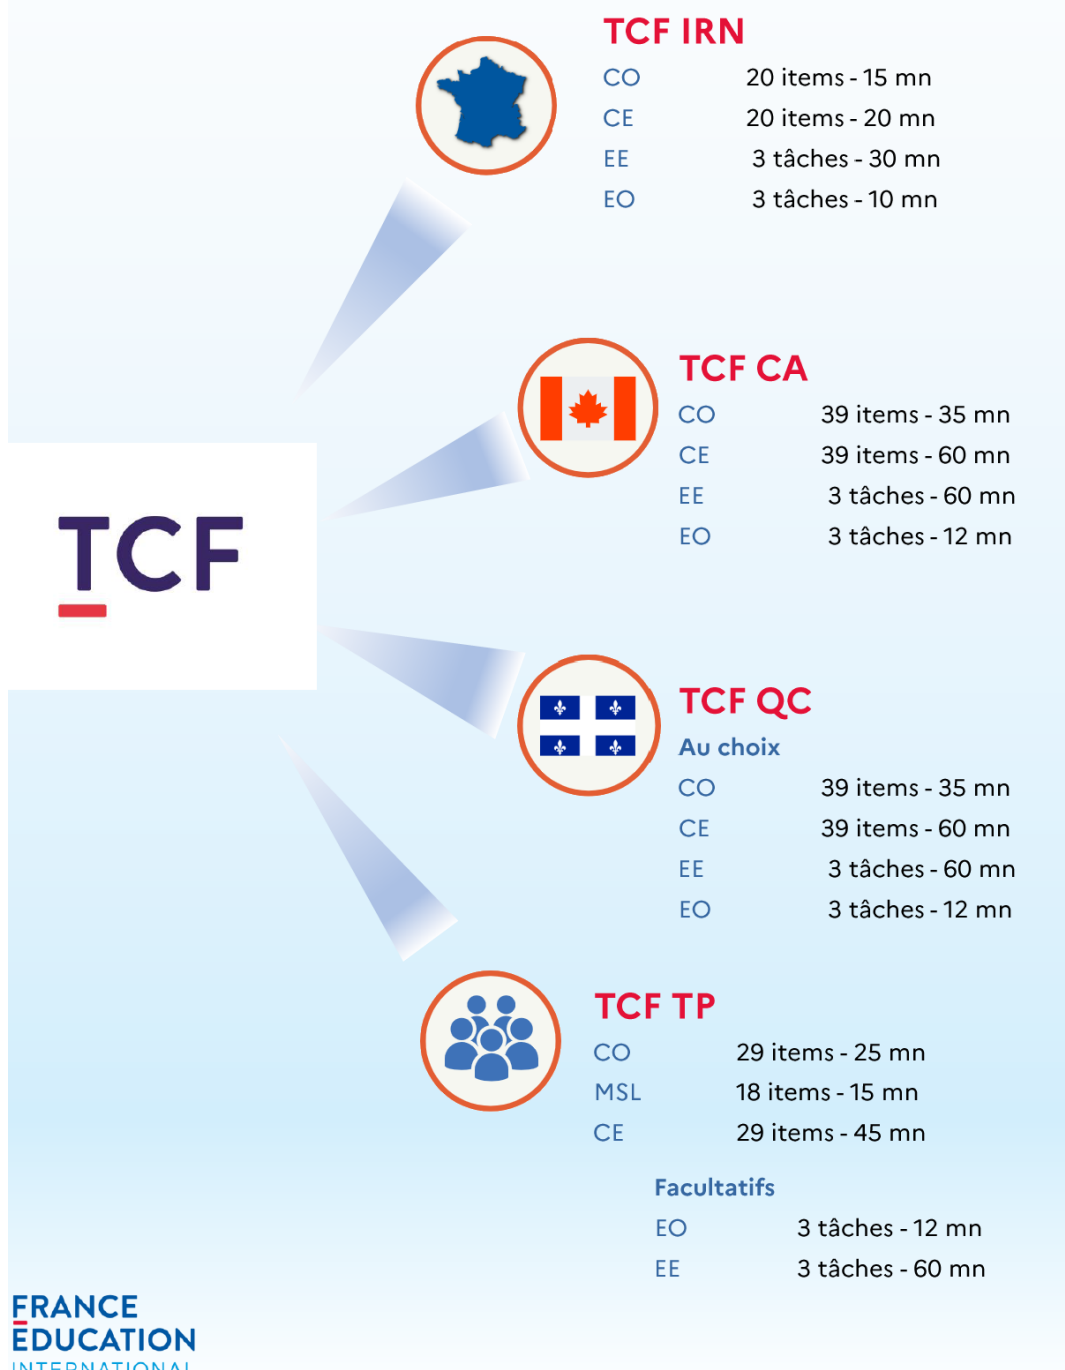 TCF IRN
CO 20 items - 15 mn
CE 20 items - 20 mn
EE 3 tâches - 30 mn
EO 3 tâches - 10 mn
TCF CA
CO 39 items - 35 mn
CE 39 items - 60 mn
EE 3 tâches - 60 mn
EO 3 tâches - 12 mn
TCF
TCF QC
Au choix
CO 39 items - 35 mn
CE 39 items - 60 mn
EE 3 tâches - 60 mn
EO 3 tâches - 12 mn
TCF TP
CO 29 items - 25 mn
MSL 18 items - 15 mn
CE 29 items - 45 mn
Facultatifs
EO 3 tâches - 12 mn
EE 3 tâches - 60 mn
FRANCE
EDUCATION
INTERNATIONAL